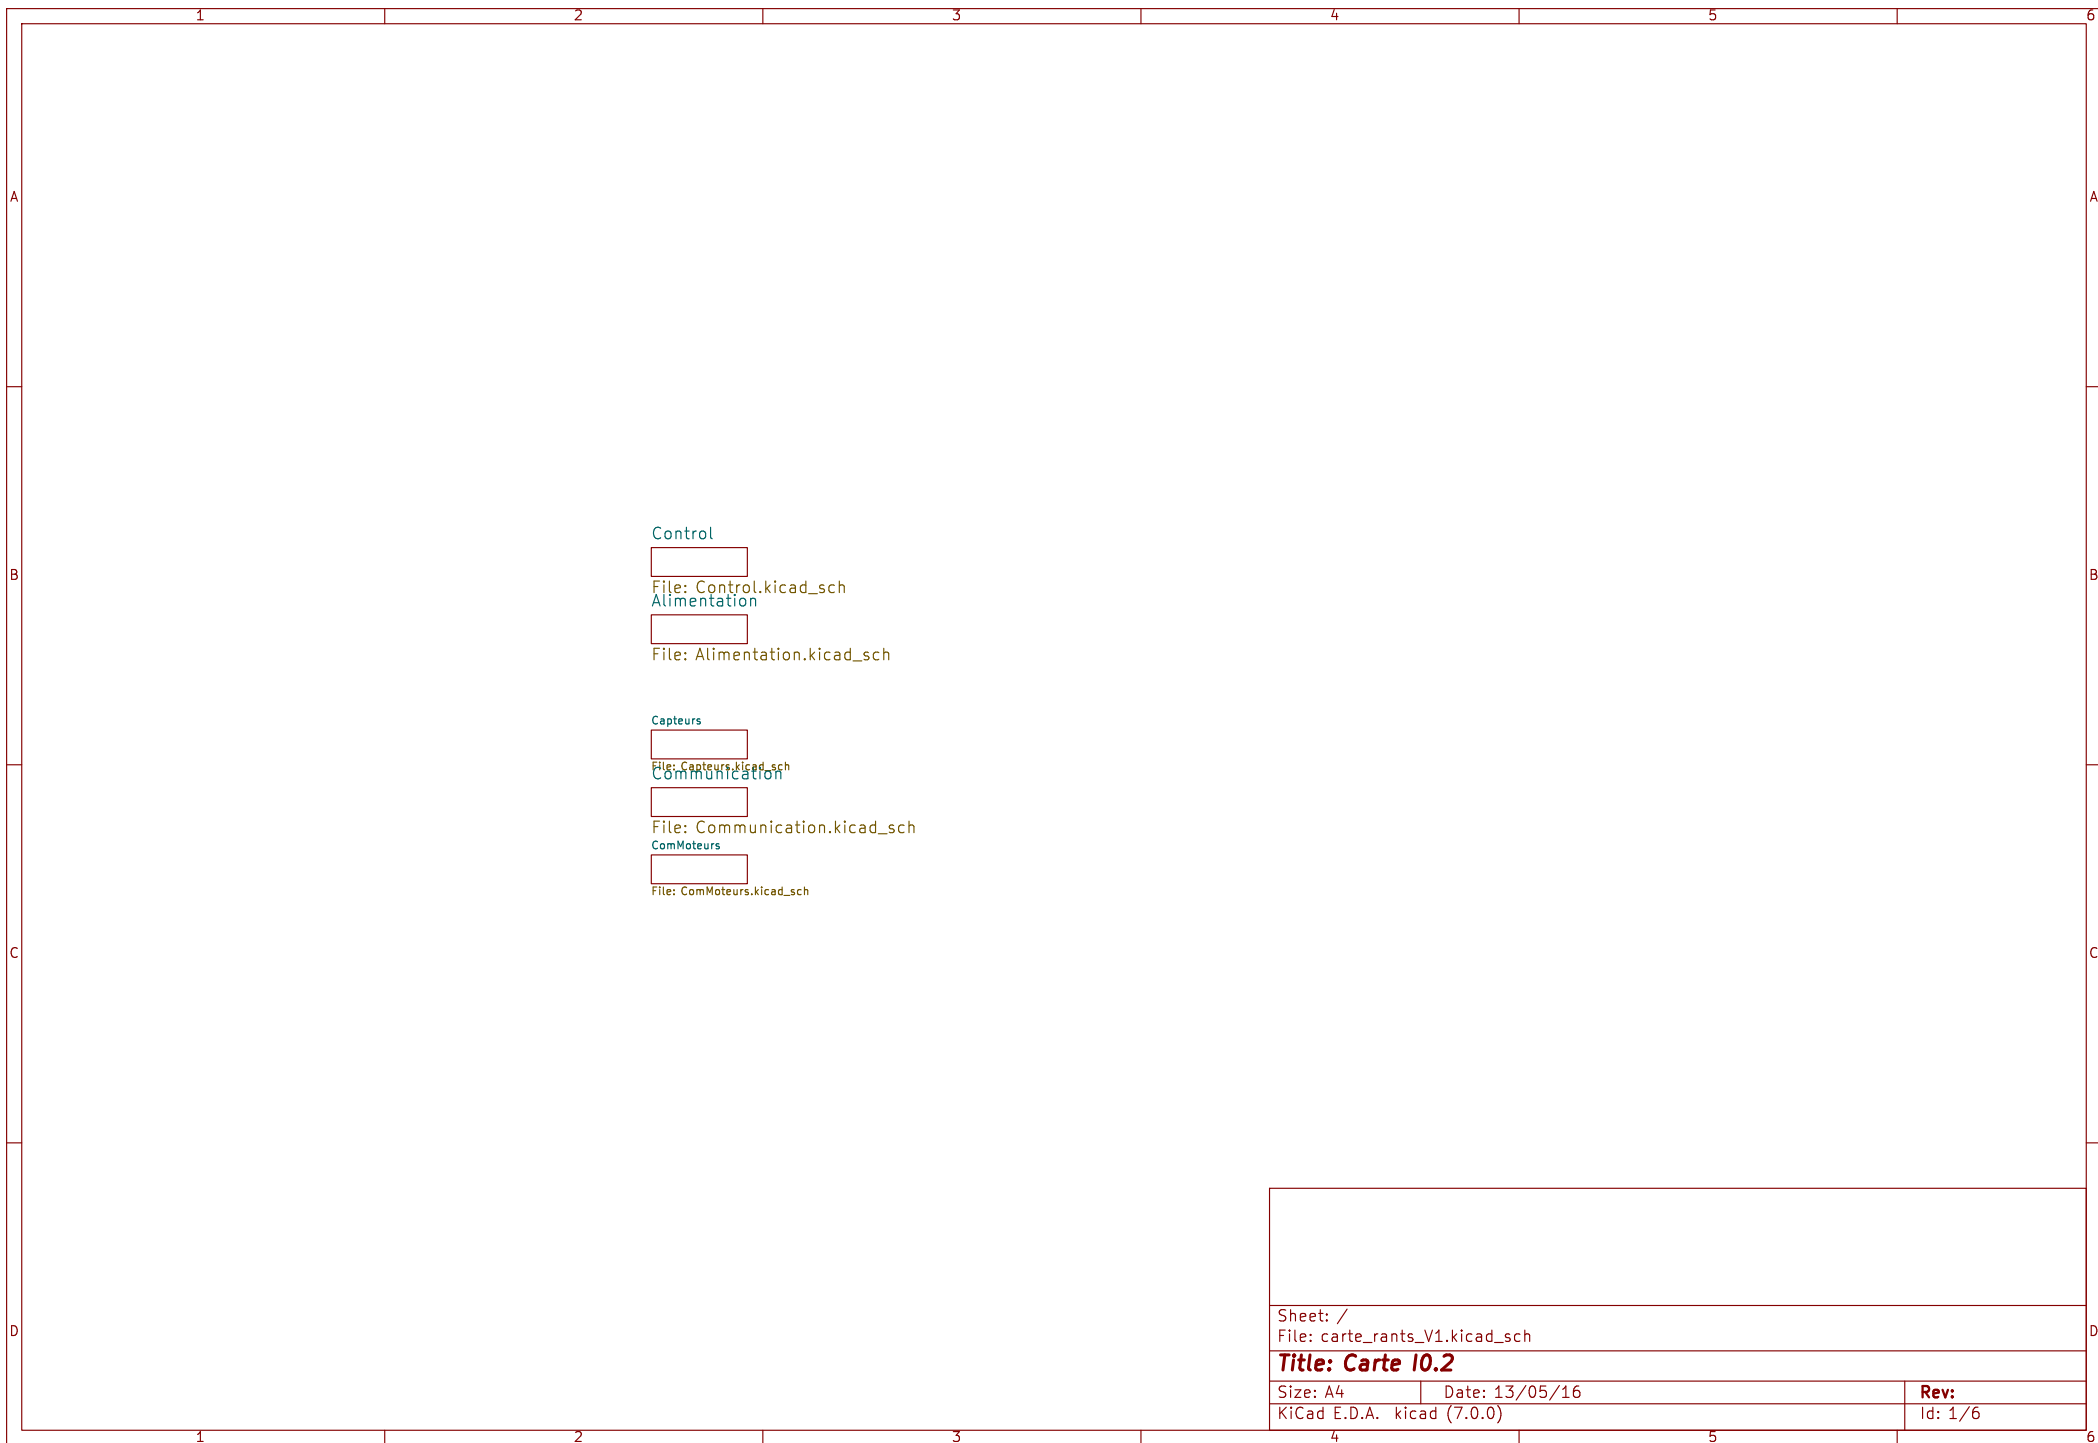 1 2 3 4 5 6
A A
Control
B B
File: Control.kicad_sch
Alimentation
File: Alimentation.kicad_sch
Capteurs
File: Capteurs.kicad_sch
Communication
File: Communication.kicad_sch
ComMoteurs
File: ComMoteurs.kicad_sch
C C
Sheet: /
D D
File: carte_rants_V1.kicad_sch
Title: Carte I0.2
Size: A4 Date: 13/05/16 Rev:
KiCad E.D.A. kicad (7.0.0) Id: 1/6
1 2 3 4 5 6